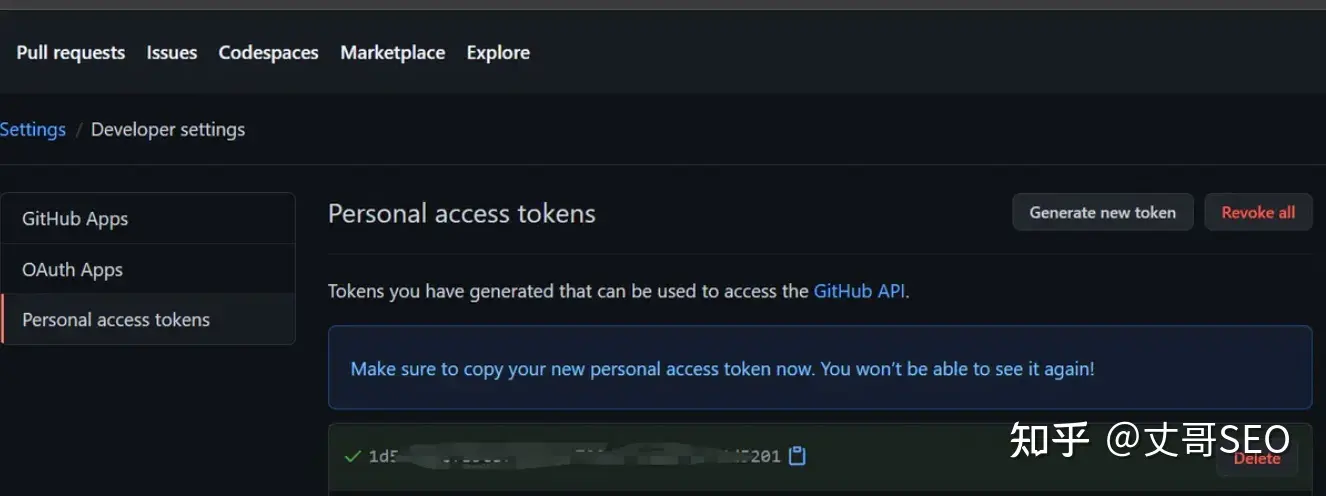 Pull requests Issues Codespaces Marketplace Explore
Settings / Developer settings
GitHub Apps
OAuth Apps
Personal access tokens
Personal access tokens
Generate new token
Revoke all
Tokens you have generated that can be used to access the GitHub API.
Make sure to copy your new personal access token now. You won't be able to see it again!
Delete
知乎 @丈哥SEO